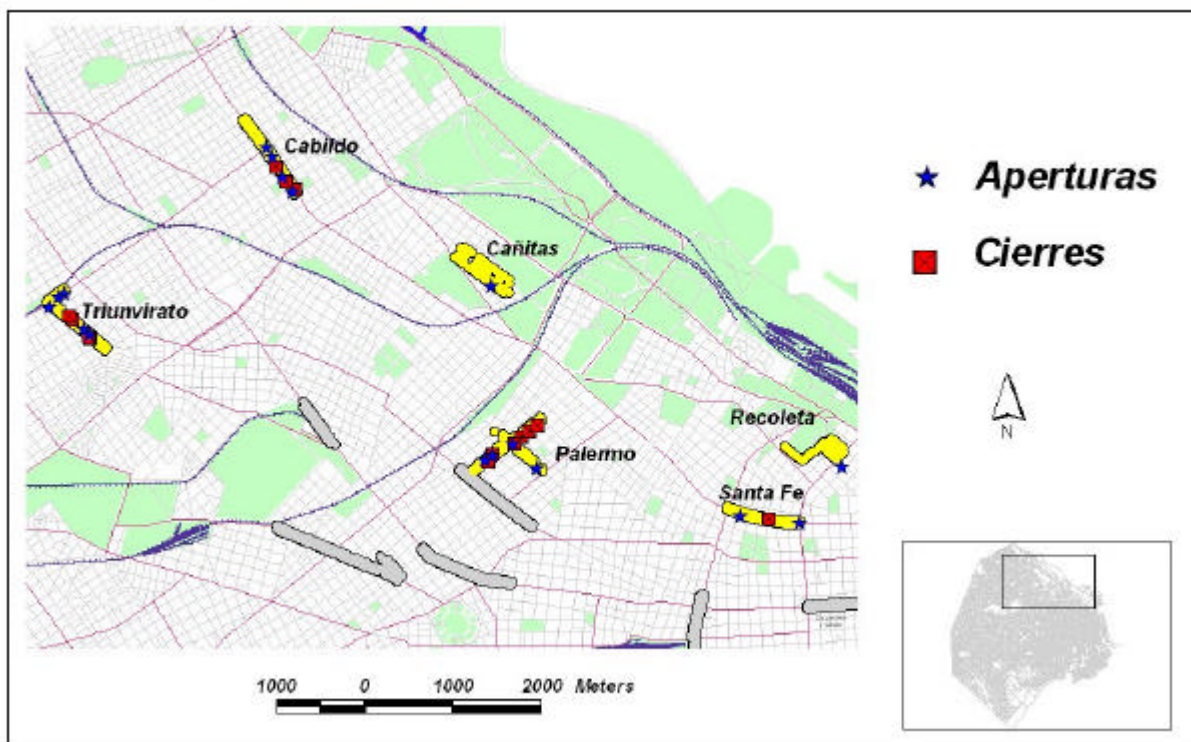 Cabildo
Cañitas
Triunvirato
Recoleta
Palermo
Santa Fe
Aperturas
Cierres
N
1000 0 1000 2000 Meters